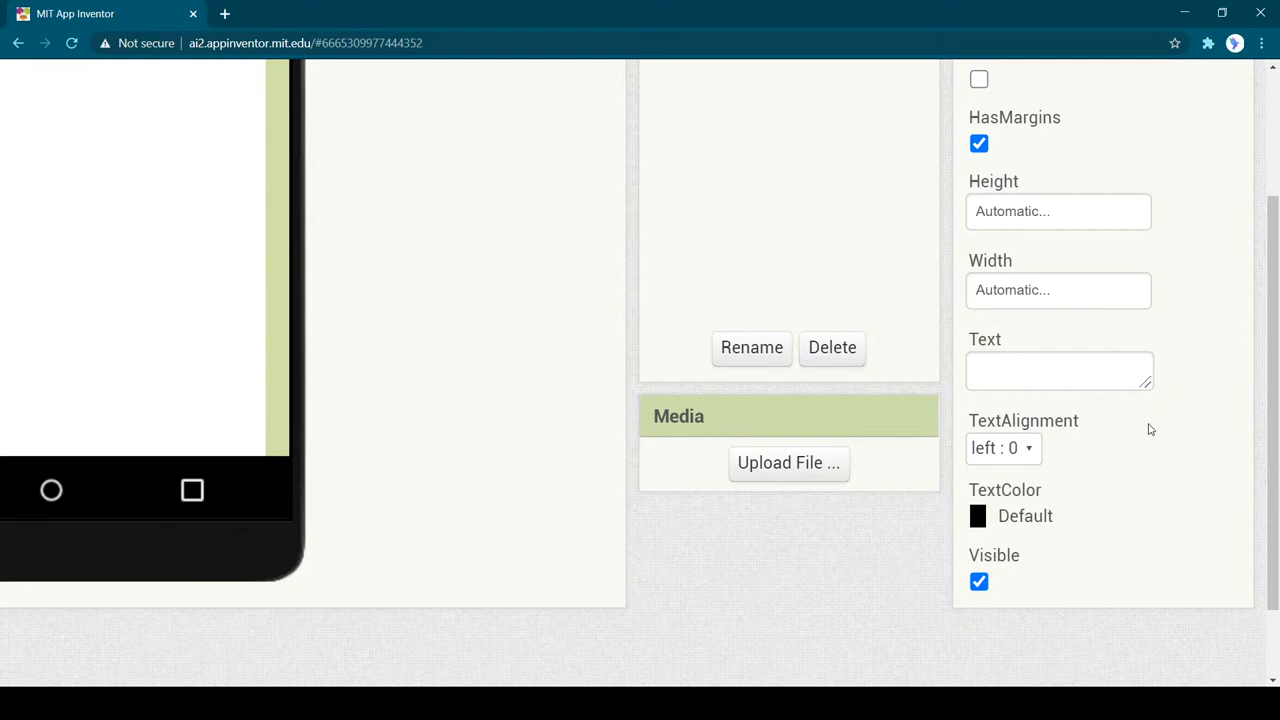 MIT App Inventor
Not secure
ai2.appinventor.mit.edu/#6665309977444352
HasMargins
Height
Automatic...
Width
Automatic...
Text
Rename
Delete
Media
Upload File ...
TextAlignment
left : 0
TextColor
Default
Visible